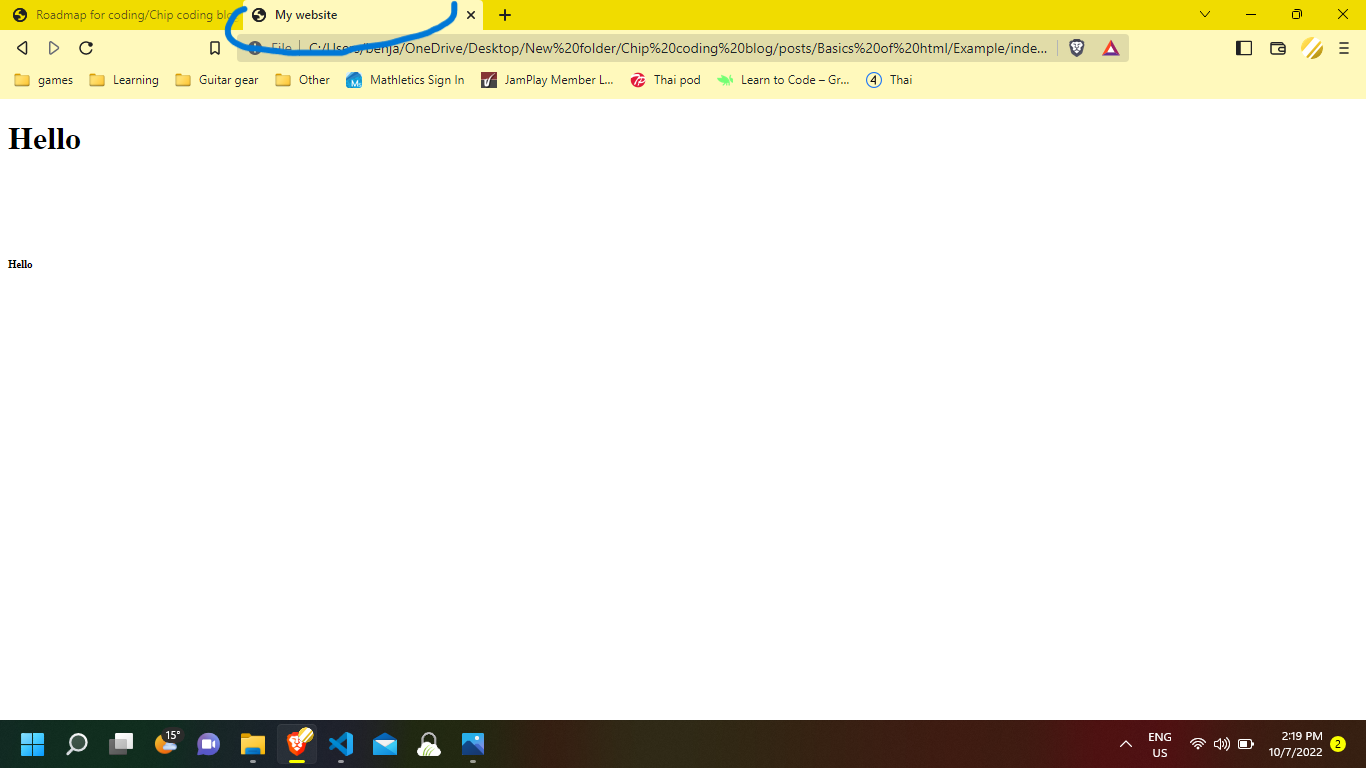 Roadmap for coding/Chip coding blo
My website
File
C:/Users/benja/OneDrive/Desktop/New%20folder/Chip%20coding%20blog/posts/Basics%20of%20html/Example/inde...
games Learning Guitar gear Other Mathletics Sign In JamPlay Member L... Thai pod Learn to Code – Gr... 4 Thai
Hello
Hello
15°
ENG
US
2:19 PM
10/7/2022
2